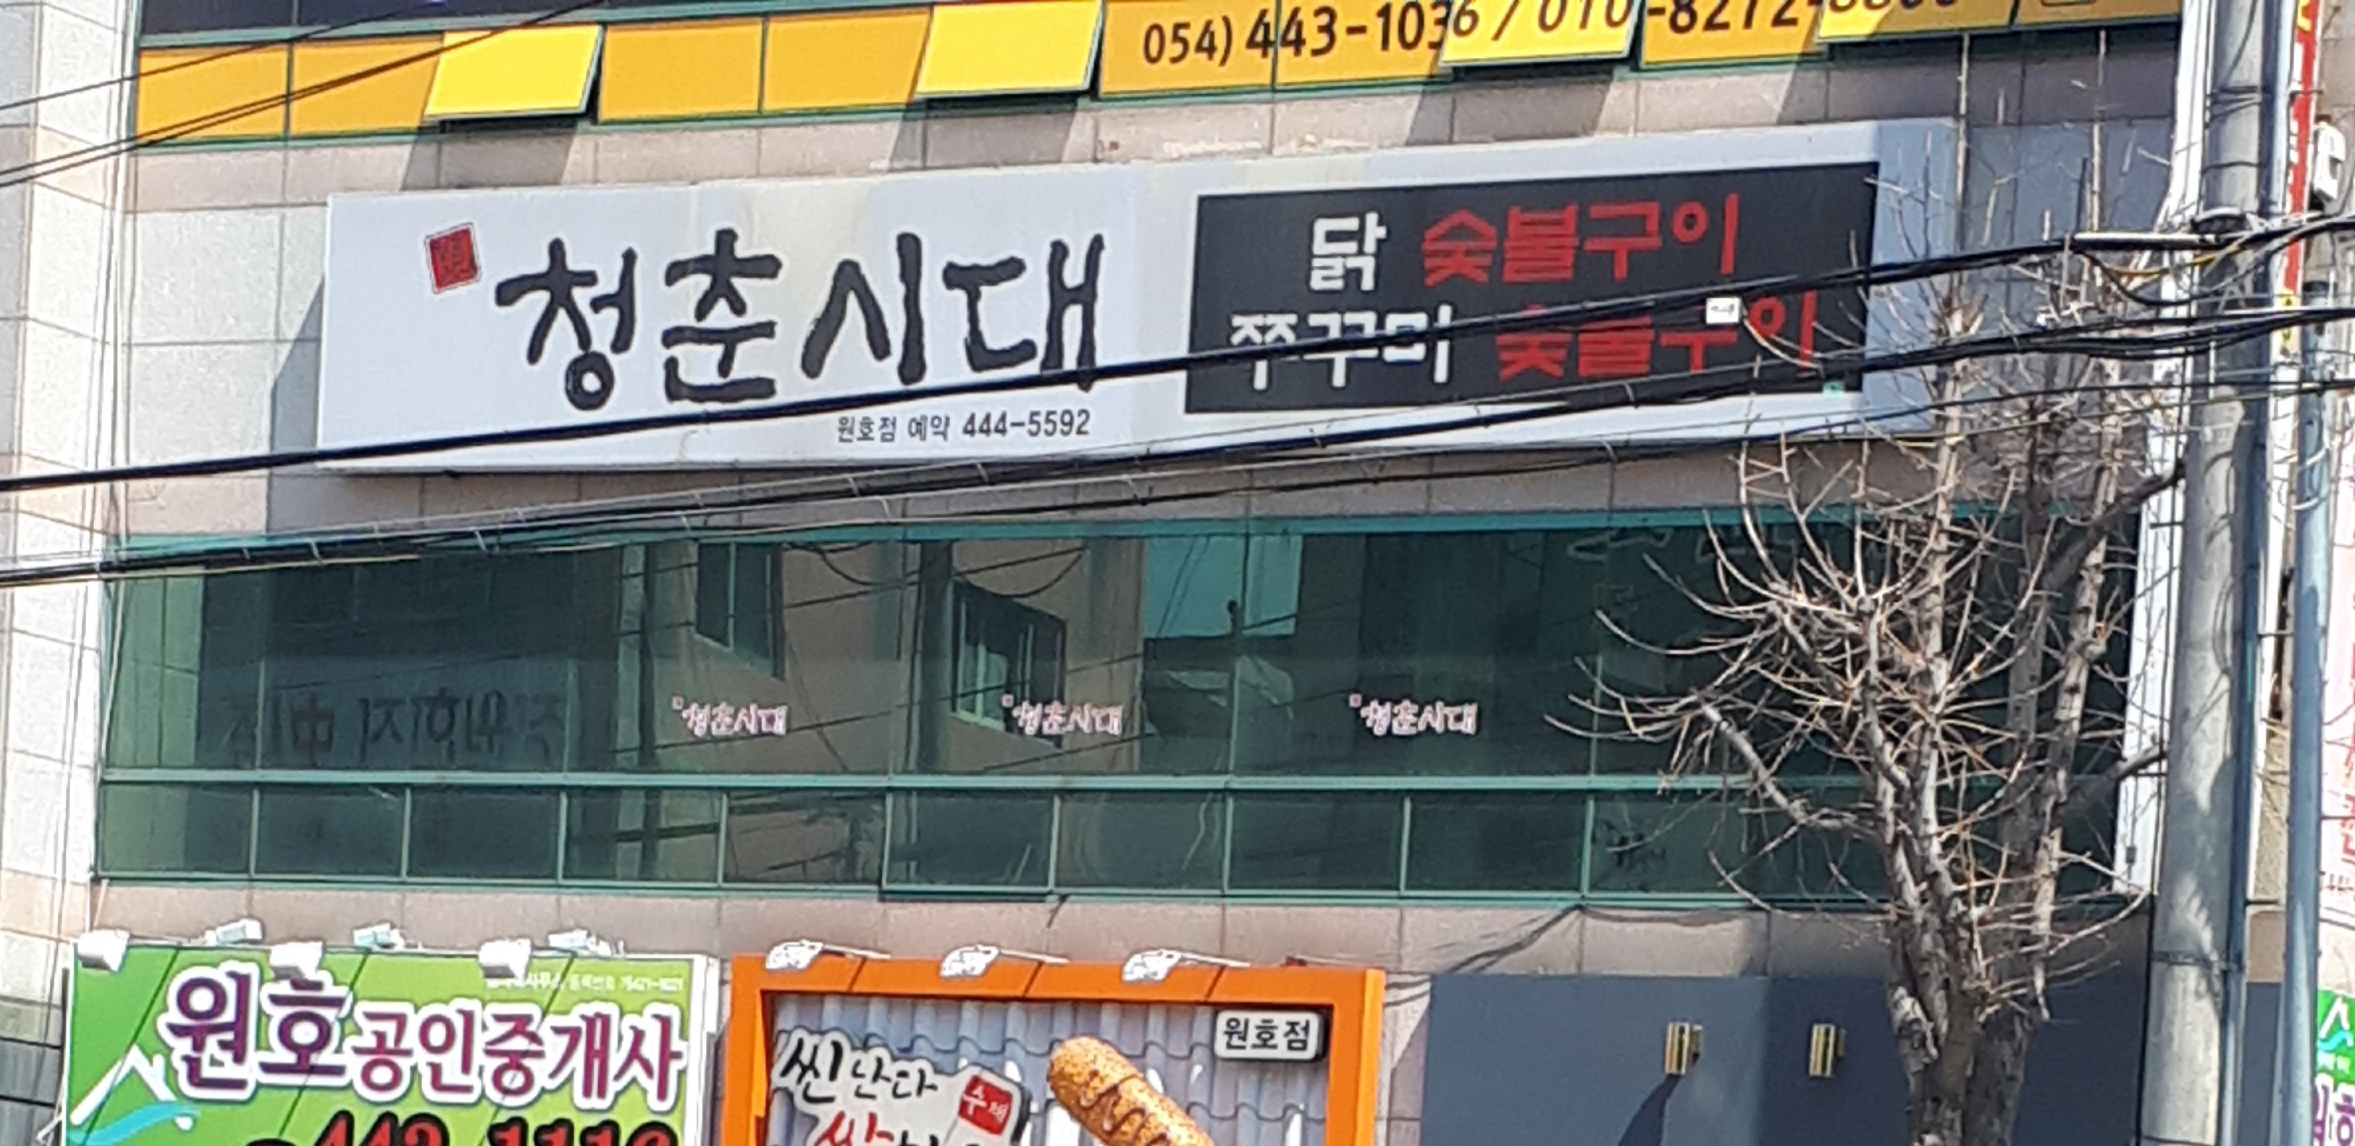 054) 443-1036 / 010-8212-
청춘시대
닭 숯불구이
쭈꾸미 숯불구이
원호점 예약 444-5592
청춘시대
청춘시대
청춘시대
원호공인중개사
원호점
씬난다
수제